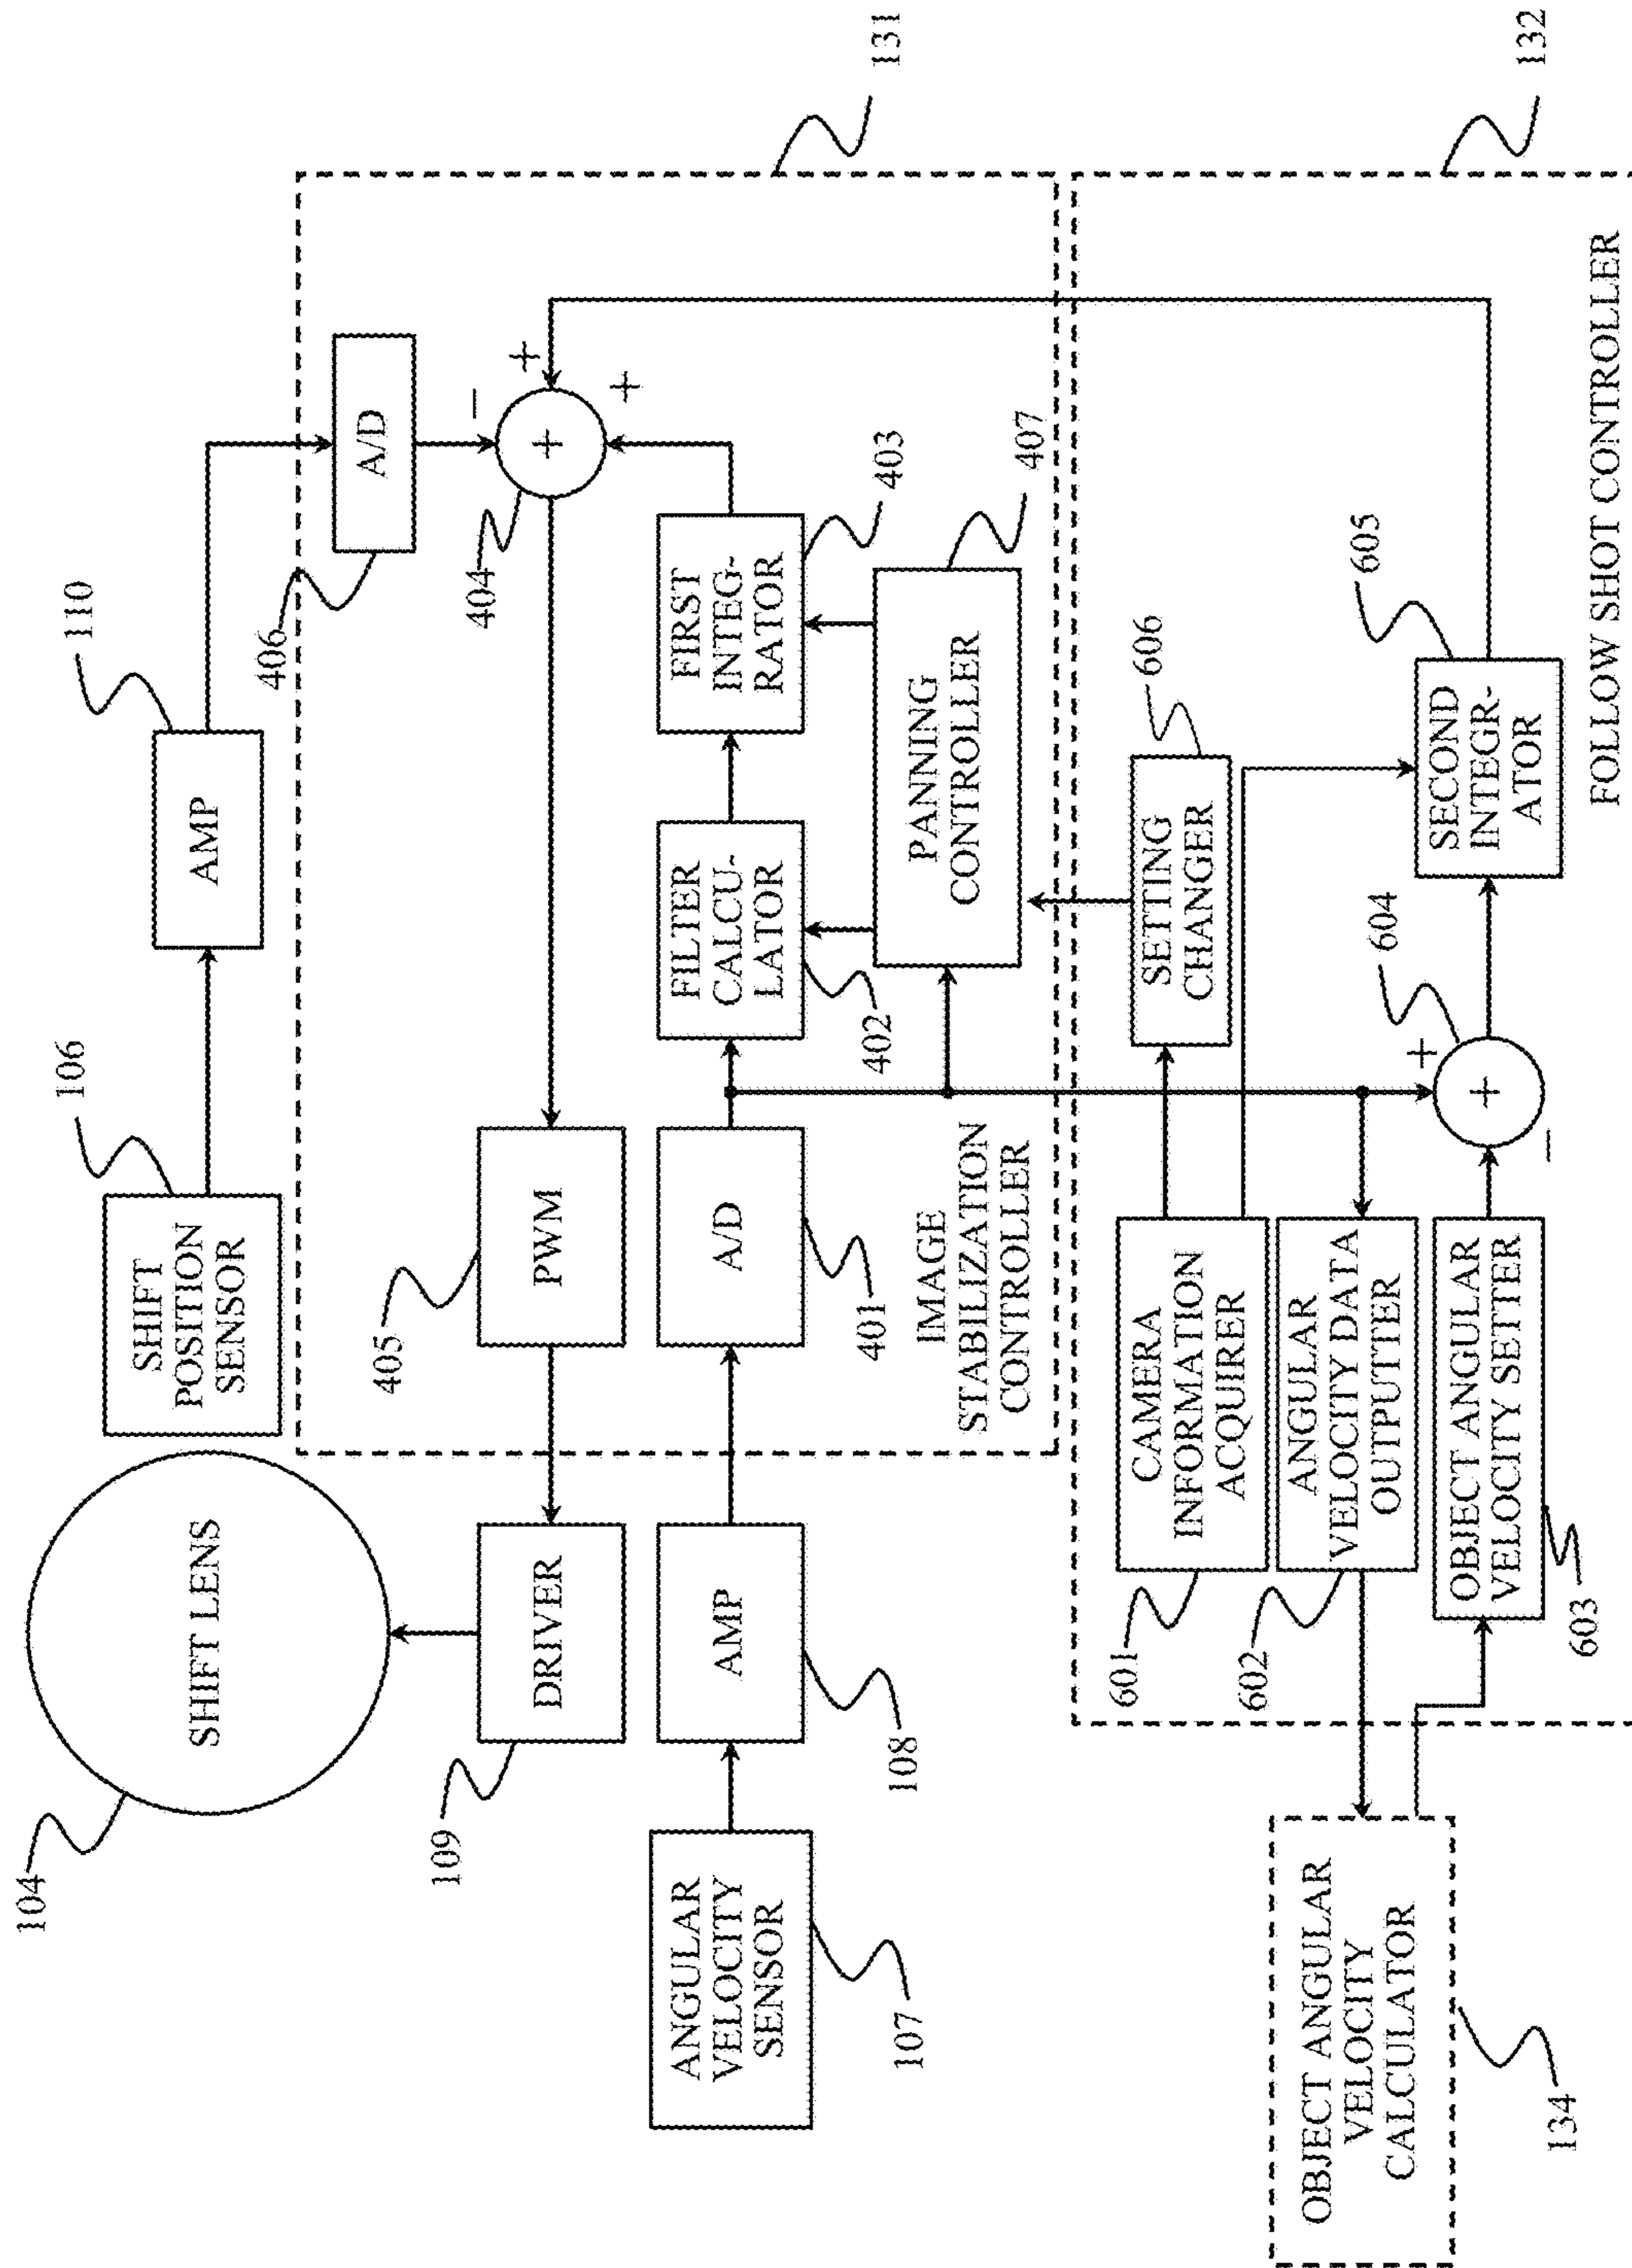 104
SHIFT LENS
SHIFT
POSITION
SENSOR
106
AMP
110
109
DRIVER
405
PWM
406
A/D
−
+
404
+
+
131
ANGULAR
VELOCITY
SENSOR
107
AMP
108
A/D
401
FILTER
CALCU-
LATOR
402
FIRST
INTEG-
RATOR
403
PANNING
CONTROLLER
407
IMAGE
STABILIZATION
CONTROLLER
132
CAMERA
INFORMATION
ACQUIRER
601
SETTING
CHANGER
606
ANGULAR
VELOCITY DATA
OUTPUTTER
602
OBJECT ANGULAR
VELOCITY SETTER
603
+
+
−
604
SECOND
INTEGR-
ATOR
605
FOLLOW SHOT CONTROLLER
OBJECT ANGULAR
VELOCITY
CALCULATOR
134